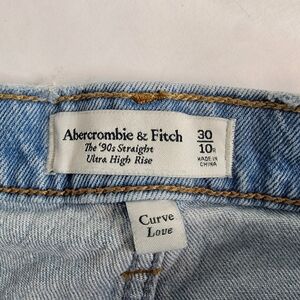 Abercrombie & Fitch
The '90s Straight
Ultra High Rise
30
10R
MADE IN
CHINA
Curve
Love